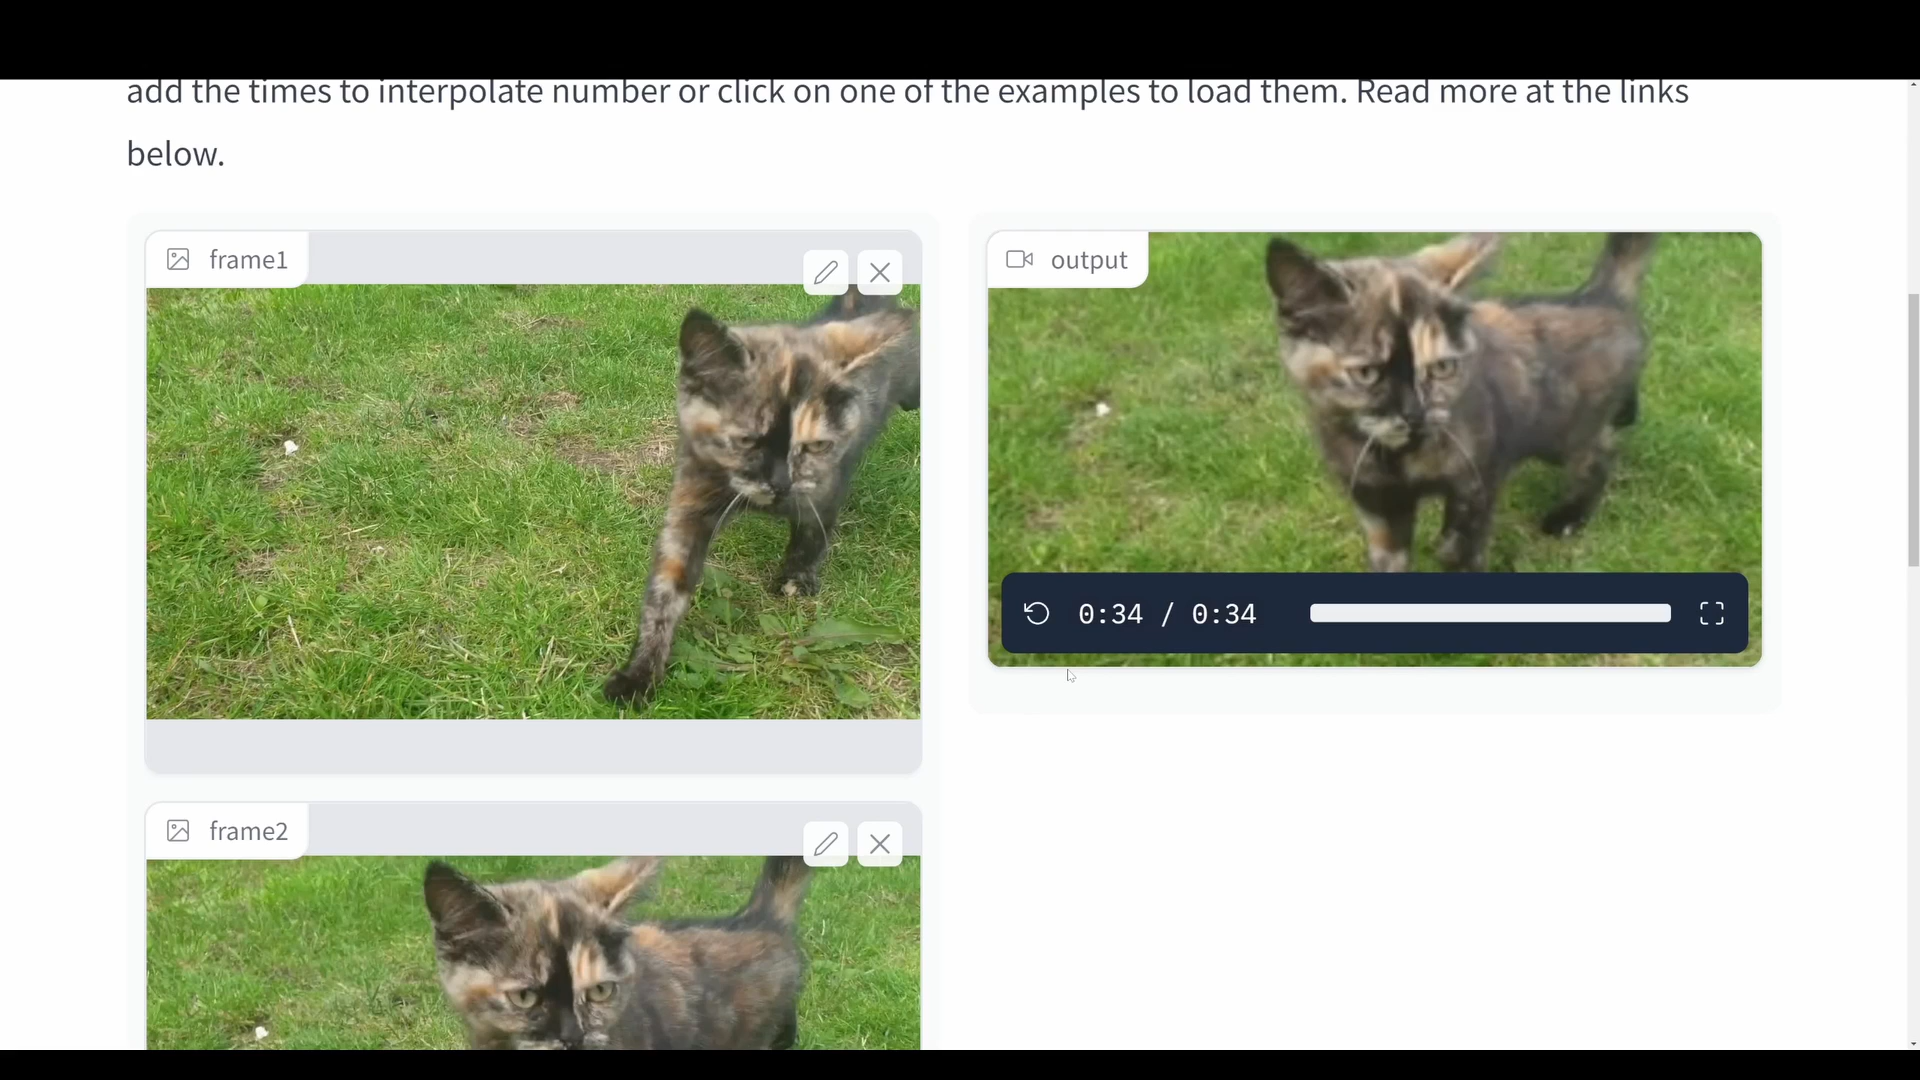 add the times to interpolate number or click on one of the examples to load them. Read more at the links
below.
frame1
output
0:34 / 0:34
frame2